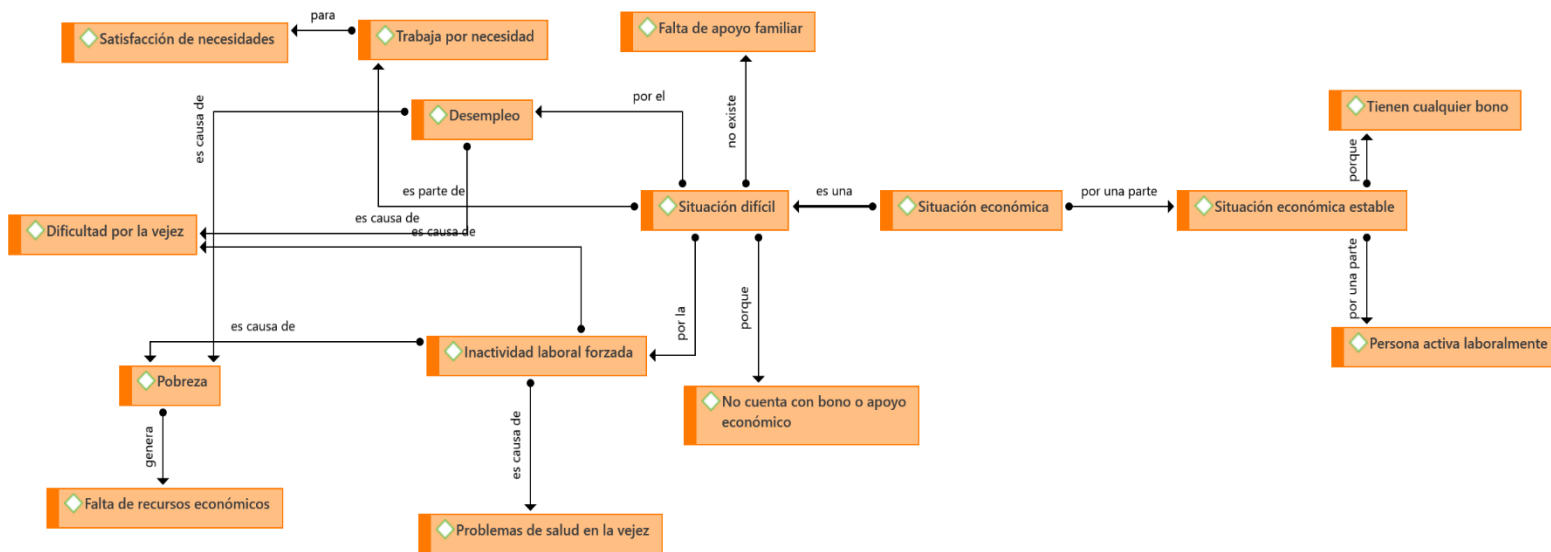 para
Satisfacción de necesidades
Trabaja por necesidad
Falta de apoyo familiar
Tienen cualquier bono
Desempleo
por el
es causa de
no existe
porque
es parte de
Situación difícil
es una
Situación económica
por una parte
Situación económica estable
es causa de
es causa de
Dificultad por la vejez
por una parte
por la
porque
es causa de
Inactividad laboral forzada
Persona activa laboralmente
Pobreza
No cuenta con bono o apoyo
económico
genera
es causa de
Falta de recursos económicos
Problemas de salud en la vejez